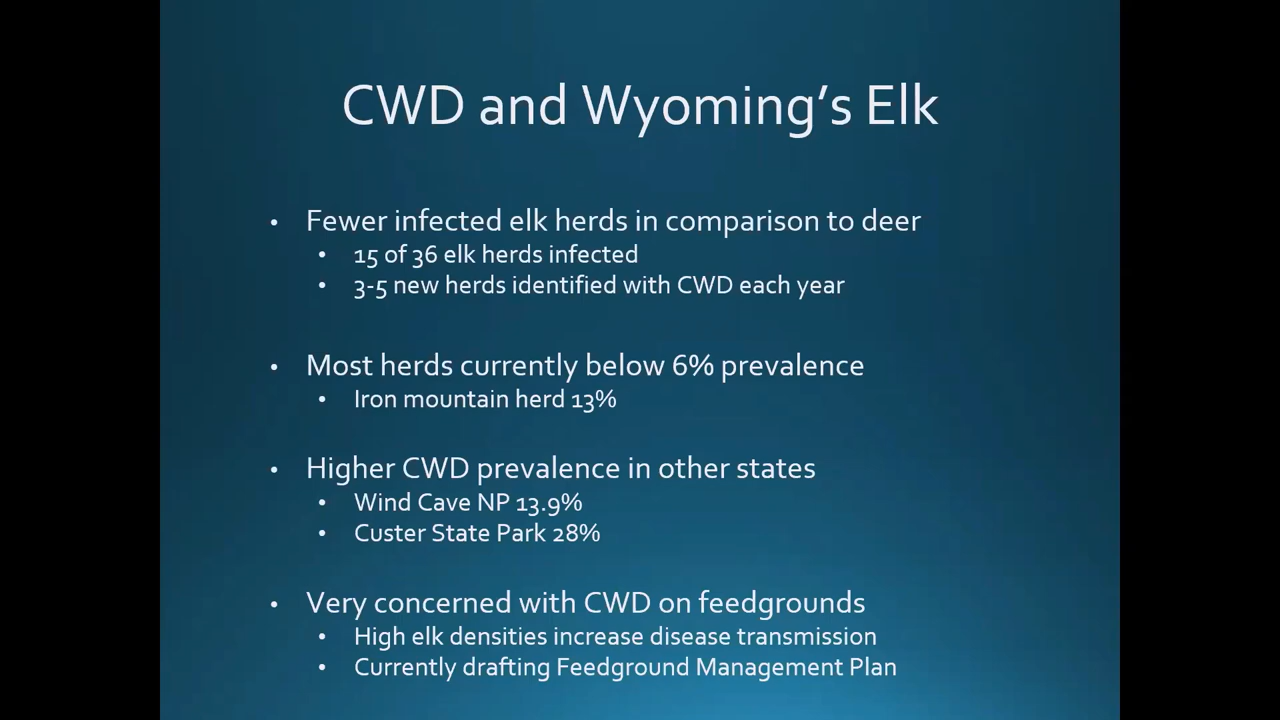 CWD and Wyoming’s Elk
• Fewer infected elk herds in comparison to deer
• 15 of 36 elk herds infected
• 3-5 new herds identified with CWD each year
• Most herds currently below 6% prevalence
• Iron mountain herd 13%
• Higher CWD prevalence in other states
• Wind Cave NP 13.9%
• Custer State Park 28%
• Very concerned with CWD on feedgrounds
• High elk densities increase disease transmission
• Currently drafting Feedground Management Plan